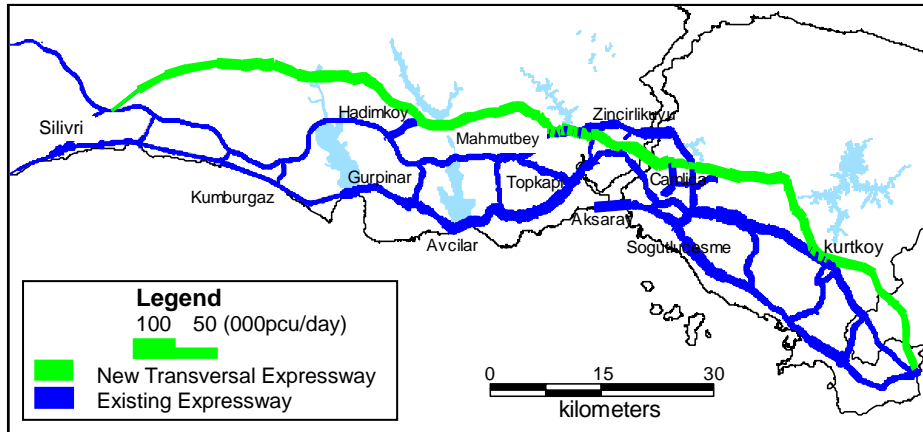 Zincirlikuyu
Hadimkoy
Silivri
Mahmutbey
Gurpinar
Topkapi
Camlica
Kumburgaz
Aksaray
Avcilar
Sogutlucesme
kurtkoy
Legend
100 50 (000pcu/day)
New Transversal Expressway
Existing Expressway
0 15 30
kilometers